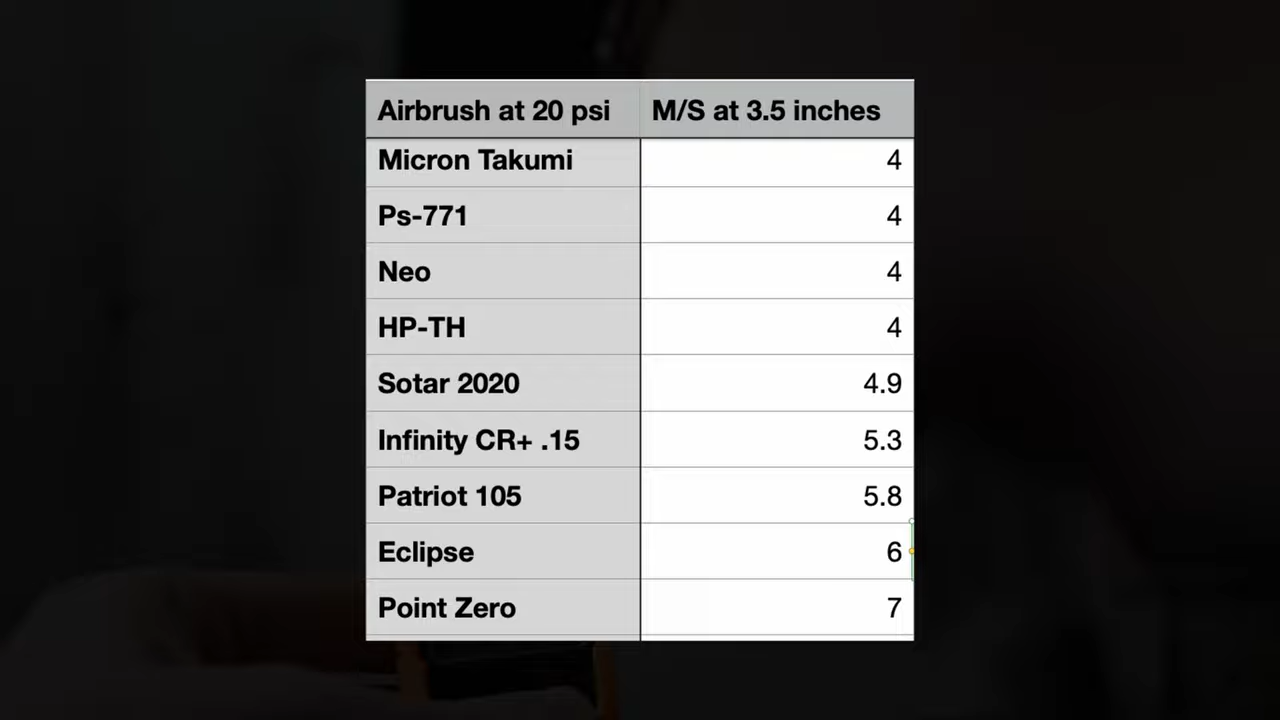 Airbrush at 20 psi M/S at 3.5 inches
Micron Takumi 4
Ps-771 4
Neo 4
HP-TH 4
Sotar 2020 4.9
Infinity CR+ .15 5.3
Patriot 105 5.8
Eclipse 6
Point Zero 7